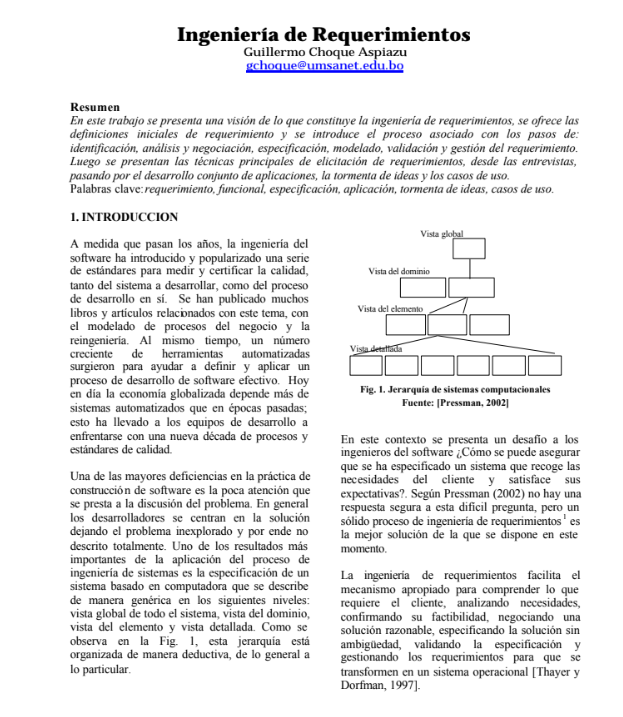 Ingeniería de Requerimientos
Guillermo Choque Aspiazu
gchoque@umsanet.edu.bo
Resumen
En este trabajo se presenta una visión de lo que constituye la ingeniería de requerimientos, se ofrece las
definiciones iniciales de requerimiento y se introduce el proceso asociado con los pasos de:
identificación, análisis y negociación, especificación, modelado, validación y gestión del requerimiento.
Luego se presentan las técnicas principales de elicitación de requerimientos, desde las entrevistas,
pasando por el desarrollo conjunto de aplicaciones, la tormenta de ideas y los casos de uso.
Palabras clave: requerimiento, funcional, especificación, aplicación, tormenta de ideas, casos de uso.
1. INTRODUCCION
A medida que pasan los años, la ingeniería del
software ha introducido y popularizado una serie
de estándares para medir y certificar la calidad,
tanto del sistema a desarrollar, como del proceso
de desarrollo en sí. Se han publicado muchos
libros y artículos relacionados con este tema, con
el modelado de procesos del negocio y la
reingeniería. Al mismo tiempo, un número
creciente de herramientas automatizadas
surgieron para ayudar a definir y aplicar un
proceso de desarrollo de software efectivo. Hoy
en día la economía globalizada depende más de
sistemas automatizados que en épocas pasadas;
esto ha llevado a los equipos de desarrollo a
enfrentarse con una nueva década de procesos y
estándares de calidad.
Una de las mayores deficiencias en la práctica de
construcción de software es la poca atención que
se presta a la discusión del problema. En general
los desarrolladores se centran en la solución
dejando el problema inexplorado y por ende no
descrito totalmente. Uno de los resultados más
importantes de la aplicación del proceso de
ingeniería de sistemas es la especificación de un
sistema basado en computadora que se describe
de manera genérica en los siguientes niveles:
vista global de todo el sistema, vista del dominio,
vista del elemento y vista detallada. Como se
observa en la Fig. 1, esta jerarquía está
organizada de manera deductiva, de lo general a
lo particular.
Vista global
Vista del dominio
Vista del elemento
Vista detallada
Fig. 1. Jerarquía de sistemas computacionales
Fuente: [Pressman, 2002]
En este contexto se presenta un desafío a los
ingenieros del software ¿Cómo se puede asegurar
que se ha especificado un sistema que recoge las
necesidades del cliente y satisface sus
expectativas?. Según Pressman (2002) no hay una
respuesta segura a esta difícil pregunta, pero un
sólido proceso de ingeniería de requerimientos¹ es
la mejor solución de la que se dispone en este
momento.
La ingeniería de requerimientos facilita el
mecanismo apropiado para comprender lo que
requiere el cliente, analizando necesidades,
confirmando su factibilidad, negociando una
solución razonable, especificando la solución sin
ambigüedad, validando la especificación y
gestionando los requerimientos para que se
transformen en un sistema operacional [Thayer y
Dorfman, 1997].